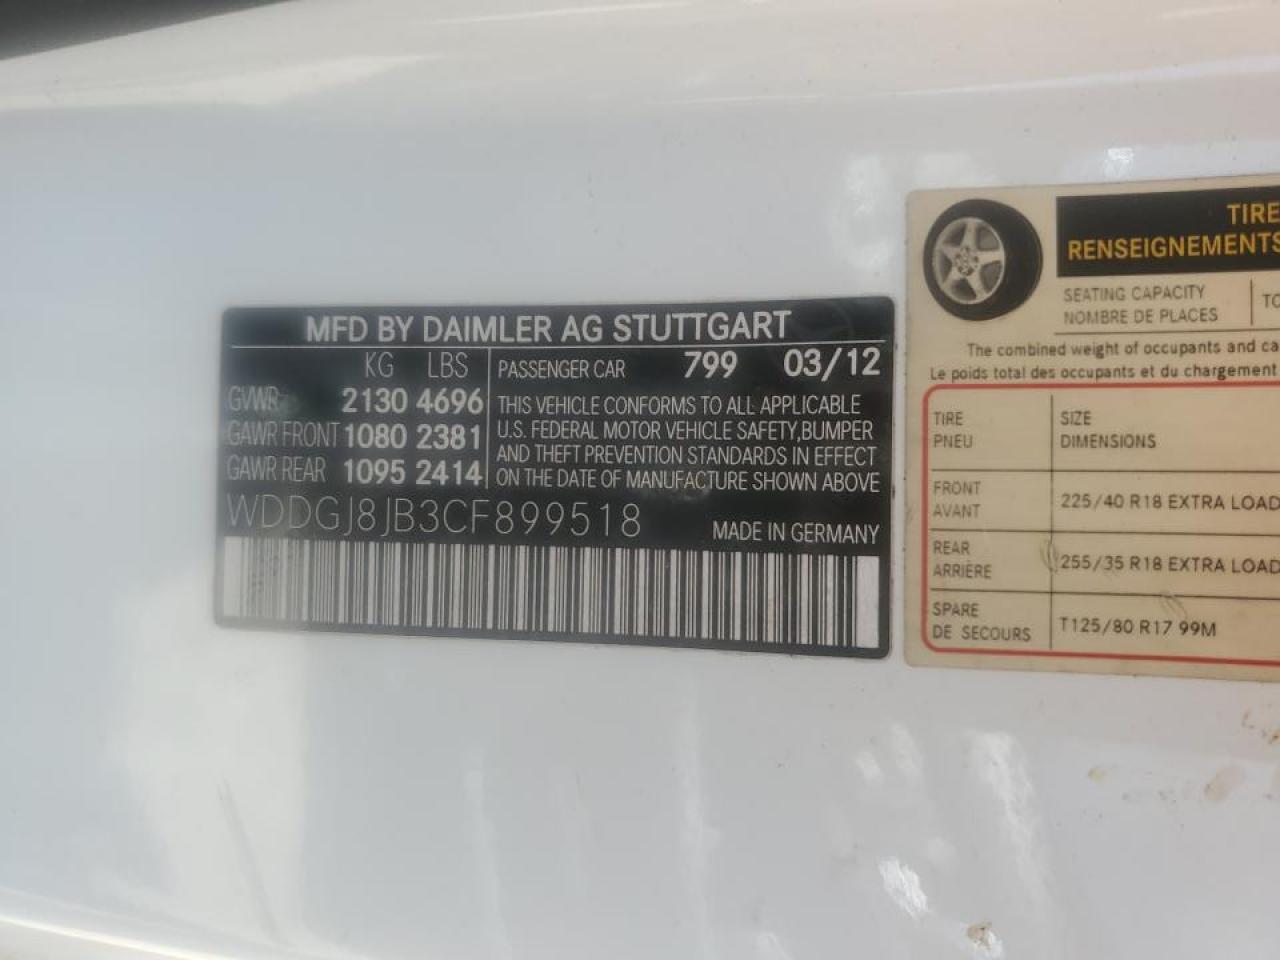 MFD BY DAIMLER AG STUTTGART
KG LBS
GVWR 2130 4696
GAWR FRONT 1080 2381
GAWR REAR 1095 2414
PASSENGER CAR 799 03/12
THIS VEHICLE CONFORMS TO ALL APPLICABLE
U.S. FEDERAL MOTOR VEHICLE SAFETY,BUMPER
AND THEFT PREVENTION STANDARDS IN EFFECT
ON THE DATE OF MANUFACTURE SHOWN ABOVE
WDDGJ8JB3CF899518
MADE IN GERMANY
TIRE
RENSEIGNEMENTS
SEATING CAPACITY
NOMBRE DE PLACES
The combined weight of occupants and
Le poids total des occupants et du chargement
TIRE SIZE
PNEU DIMENSIONS
FRONT
AVANT
225/40 R18 EXTRA LOAD
REAR
ARRIÈRE
255/35 R18 EXTRA LOAD
SPARE
DE SECOURS
T125/80 R17 99M